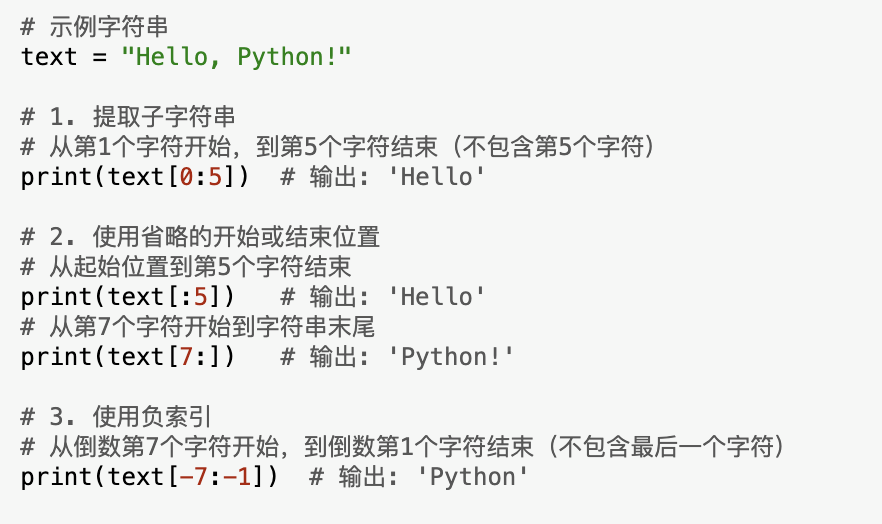 # 示例字符串
text = "Hello, Python!"
# 1. 提取子字符串
# 从第1个字符开始，到第5个字符结束（不包含第5个字符）
print(text[0:5])  # 输出: 'Hello'
# 2. 使用省略的开始或结束位置
# 从起始位置到第5个字符结束
print(text[:5])   # 输出: 'Hello'
# 从第7个字符开始到字符串末尾
print(text[7:])   # 输出: 'Python!'
# 3. 使用负索引
# 从倒数第7个字符开始，到倒数第1个字符结束（不包含最后一个字符）
print(text[-7:-1])  # 输出: 'Python'